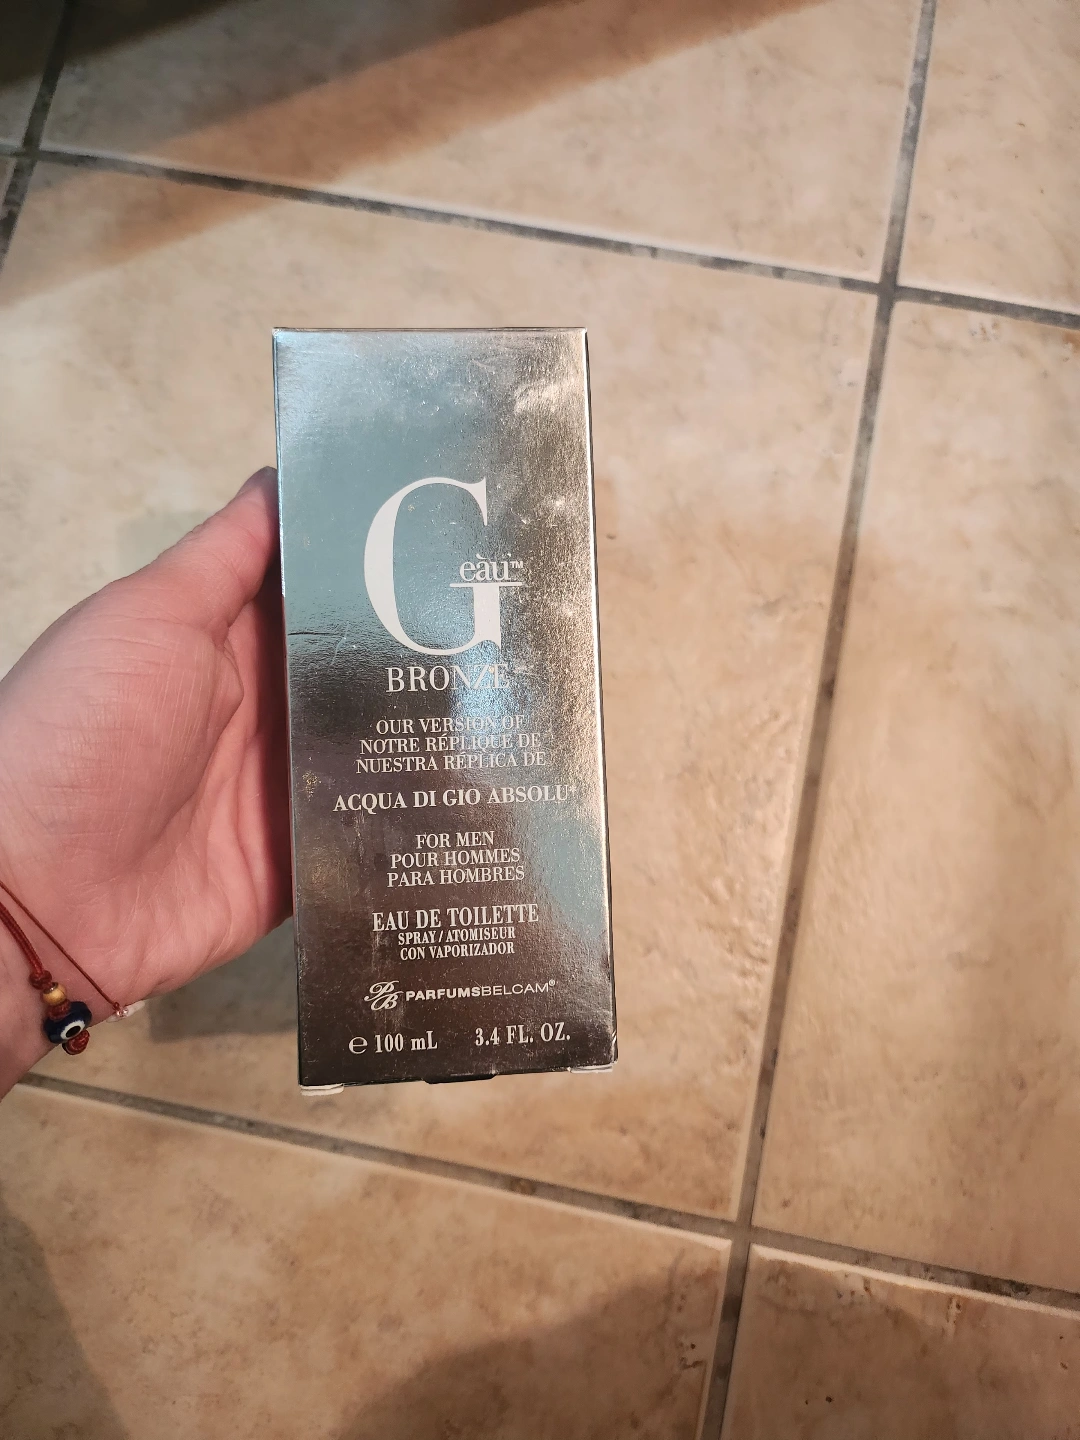 G eàu™
BRONZE™
OUR VERSION OF
NOTRE RÉPLIQUE DE
NUESTRA RÉPLICA DE
ACQUA DI GIO ABSOLU*
FOR MEN
POUR HOMMES
PARA HOMBRES
EAU DE TOILETTE
SPRAY / ATOMISEUR
CON VAPORIZADOR
PB PARFUMSBELCAM®
℮ 100 mL 3.4 FL. OZ.